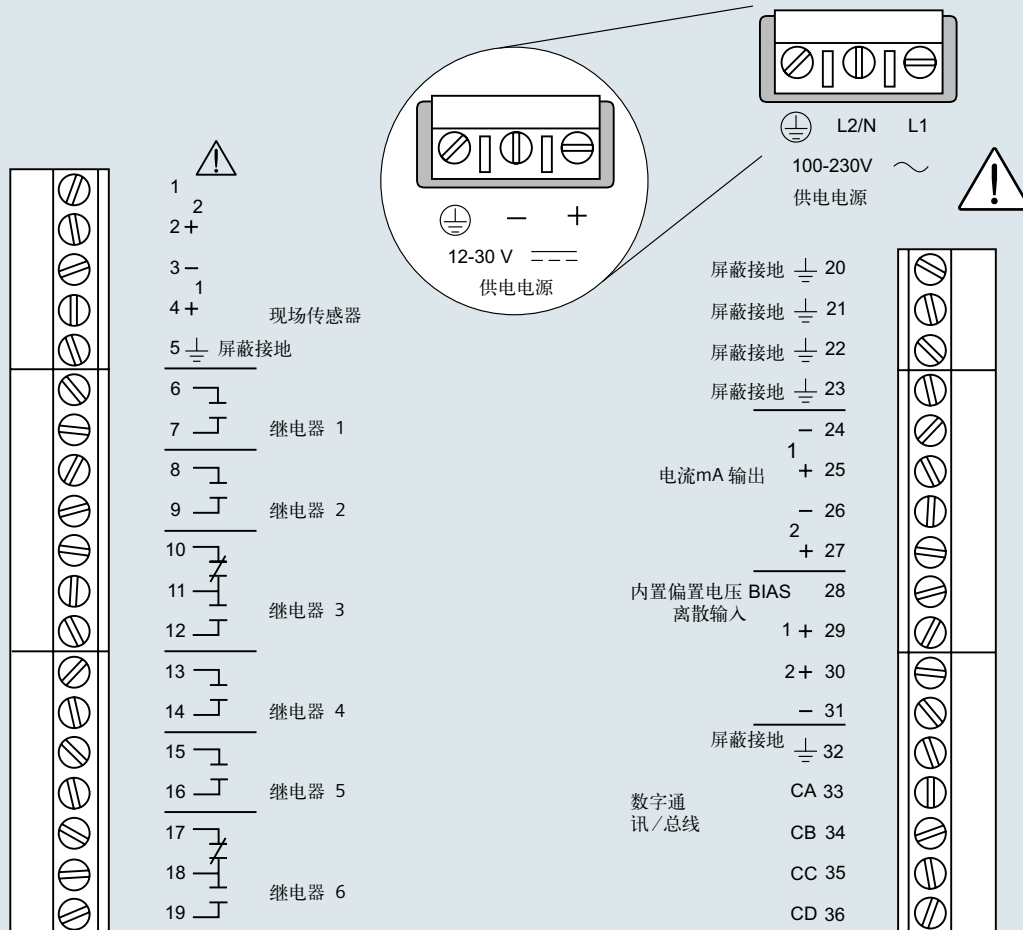 L2/N L1
100-230V
供电电源
− +
12-30 V
供电电源
1
2
2 +
3 −
1
4 +
现场传感器
5 屏蔽接地
6
7 继电器 1
8
9 继电器 2
10
11
继电器 3
12
13
14 继电器 4
15
16 继电器 5
17
18
继电器 6
19
屏蔽接地 20
屏蔽接地 21
屏蔽接地 22
屏蔽接地 23
− 24
1
电流mA 输出 + 25
− 26
2
+ 27
内置偏置电压 BIAS 28
离散输入
1 + 29
2 + 30
− 31
屏蔽接地 32
数字通
讯/总线
CA 33
CB 34
CC 35
CD 36